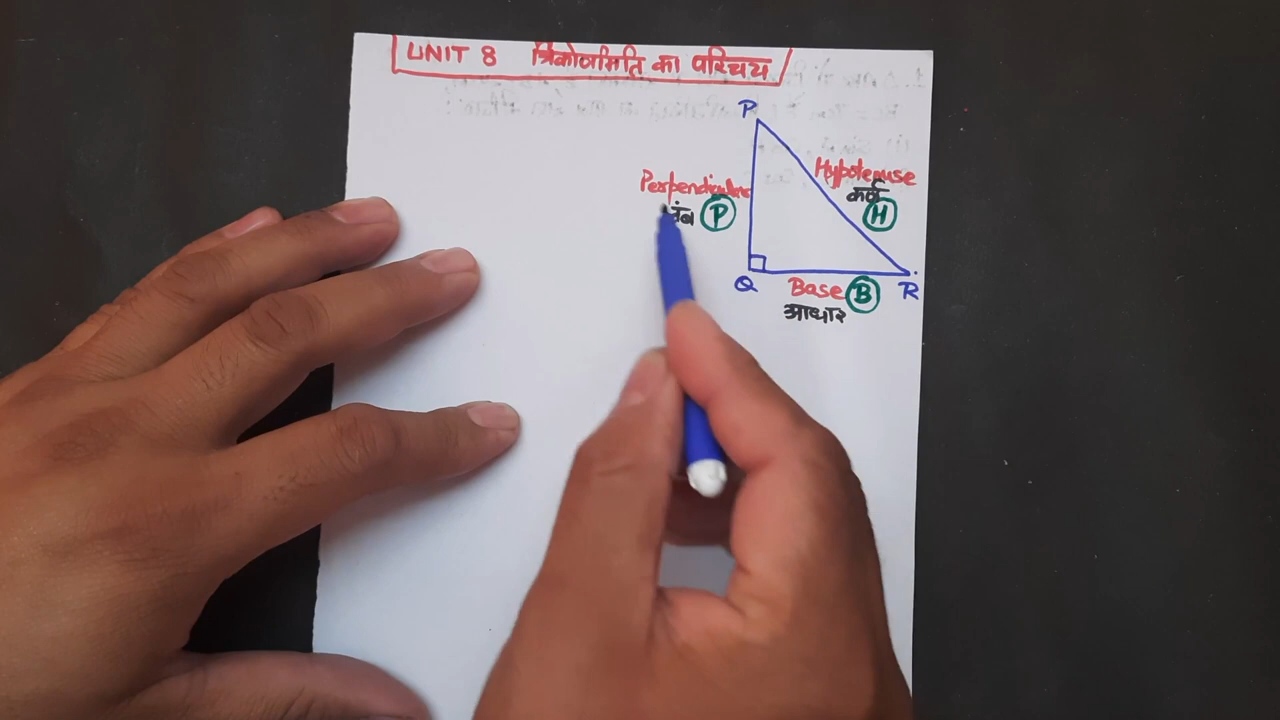 UNIT 8 त्रिकोणमिति का परिचय
P
Perpendicular
P
Hypotenuse
कर्ण
H
Q
Base B
R
आधार